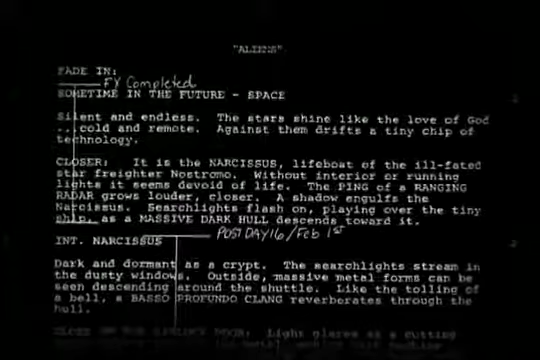 "ALIENS"
FADE IN:
FX Completed
SOMETIME IN THE FUTURE - SPACE
Silent and endless. The stars shine like the love of God
...cold and remote. Against them drifts a tiny chip of
technology.
CLOSER: It is the NARCISSUS, lifeboat of the ill-fated
star freighter Nostromo. Without interior or running
lights it seems devoid of life. The PING of a RANGING
RADAR grows louder, closer. A shadow engulfs the
Narcissus. Searchlights flash on, playing over the tiny
ship, as a MASSIVE DARK HULL descends toward it.
POST DAY 16/Feb 1st
INT. NARCISSUS
Dark and dormant as a crypt. The searchlights stream in
the dusty windows. Outside, massive metal forms can be
seen descending around the shuttle. Like the tolling of
a bell, a BASSO PROFUNDO CLANG reverberates through the
hull.
Light glares as a cutting